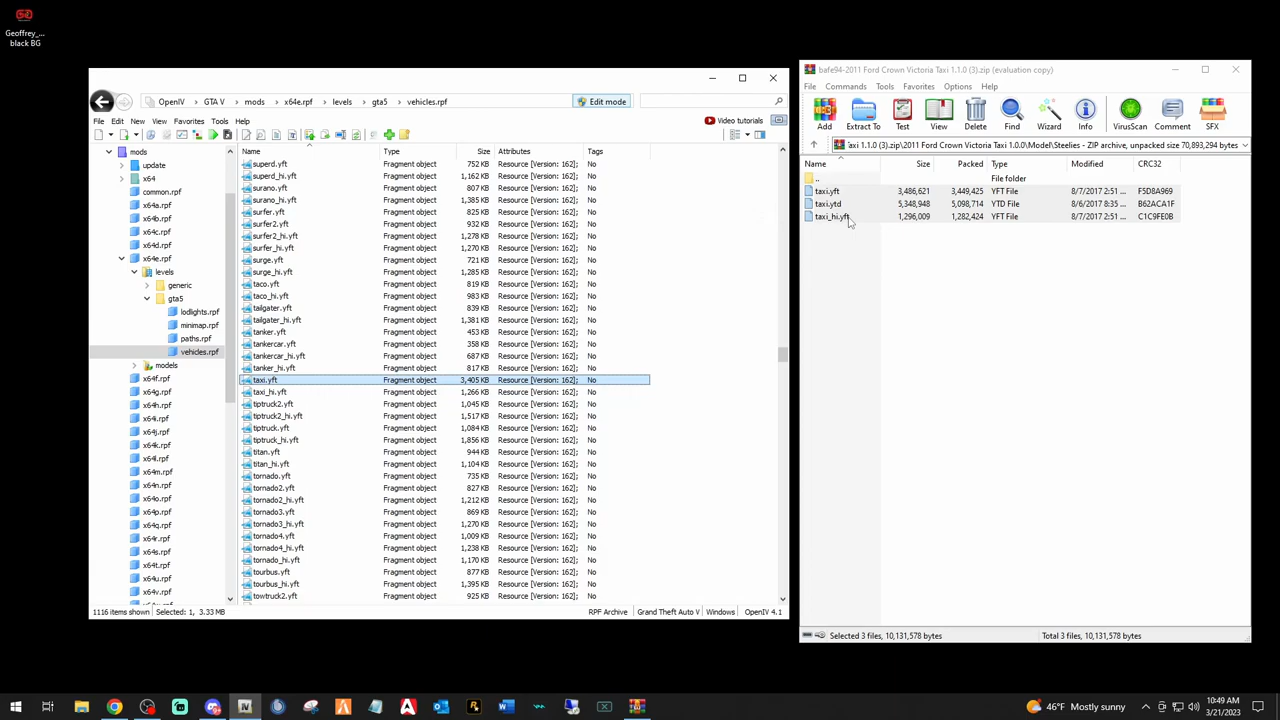 Geoffrey_...
black BG
OpenIV
GTA V
mods
x64e.rpf
levels
gta5
vehicles.rpf
Edit mode
File
Edit
View
Favorites
Tools
Help
Video tutorials
mods
update
x64
common.rpf
x64a.rpf
x64b.rpf
x64c.rpf
x64d.rpf
x64e.rpf
levels
generic
gta5
lodlights.rpf
minimap.rpf
paths.rpf
vehicles.rpf
models
x64f.rpf
x64g.rpf
x64h.rpf
x64i.rpf
x64j.rpf
x64k.rpf
x64l.rpf
x64m.rpf
x64n.rpf
x64o.rpf
x64p.rpf
x64q.rpf
x64r.rpf
x64s.rpf
x64t.rpf
x64u.rpf
x64v.rpf
Name Type Size Attributes Tags
superd.yft Fragment object 752 KB Resource [Version: 162]; No
superd_hi.yft Fragment object 1,162 KB Resource [Version: 162]; No
surano.yft Fragment object 807 KB Resource [Version: 162]; No
surano_hi.yft Fragment object 1,385 KB Resource [Version: 162]; No
surfer.yft Fragment object 932 KB Resource [Version: 162]; No
surfer2.yft Fragment object 924 KB Resource [Version: 162]; No
surfer2_hi.yft Fragment object 1,278 KB Resource [Version: 162]; No
surfer_hi.yft Fragment object 1,270 KB Resource [Version: 162]; No
surge.yft Fragment object 721 KB Resource [Version: 162]; No
surge_hi.yft Fragment object 1,285 KB Resource [Version: 162]; No
taco.yft Fragment object 819 KB Resource [Version: 162]; No
taco_hi.yft Fragment object 983 KB Resource [Version: 162]; No
tailgater.yft Fragment object 839 KB Resource [Version: 162]; No
tailgater_hi.yft Fragment object 1,381 KB Resource [Version: 162]; No
tanker.yft Fragment object 453 KB Resource [Version: 162]; No
tankercar.yft Fragment object 358 KB Resource [Version: 162]; No
tankercar_hi.yft Fragment object 687 KB Resource [Version: 162]; No
tanker_hi.yft Fragment object 817 KB Resource [Version: 162]; No
taxi.yft Fragment object 3,405 KB Resource [Version: 162]; No
taxi_hi.yft Fragment object 1,266 KB Resource [Version: 162]; No
tiptruck2.yft Fragment object 1,045 KB Resource [Version: 162]; No
tiptruck2_hi.yft Fragment object 1,517 KB Resource [Version: 162]; No
tiptruck.yft Fragment object 1,084 KB Resource [Version: 162]; No
tiptruck_hi.yft Fragment object 1,856 KB Resource [Version: 162]; No
titan.yft Fragment object 944 KB Resource [Version: 162]; No
titan_hi.yft Fragment object 1,104 KB Resource [Version: 162]; No
tornado.yft Fragment object 735 KB Resource [Version: 162]; No
tornado2.yft Fragment object 827 KB Resource [Version: 162]; No
tornado2_hi.yft Fragment object 1,212 KB Resource [Version: 162]; No
tornado3.yft Fragment object 869 KB Resource [Version: 162]; No
tornado3_hi.yft Fragment object 1,270 KB Resource [Version: 162]; No
tornado4.yft Fragment object 1,009 KB Resource [Version: 162]; No
tornado4_hi.yft Fragment object 1,238 KB Resource [Version: 162]; No
tornado_hi.yft Fragment object 1,170 KB Resource [Version: 162]; No
tourbus.yft Fragment object 877 KB Resource [Version: 162]; No
tourbus_hi.yft Fragment object 1,395 KB Resource [Version: 162]; No
towtruck2.yft Fragment object 925 KB Resource [Version: 162]; No
1116 items shown Selected: 1, 3.33 MB
RPF Archive Grand Theft Auto V Windows OpenIV 4.1
bafe94-2011 Ford Crown Victoria Taxi 1.1.0 (3).zip (evaluation copy)
File Commands Tools Favorites Options Help
Add Extract To Test View Delete Find Wizard Info VirusScan Comment SFX
axi 1.1.0 (3).zip\2011 Ford Crown Victoria Taxi 1.0.0\Model\Steelies - ZIP archive, unpacked size 70,893,294 bytes
Name Size Packed Type Modified CRC32
.. File folder
taxi.yft 3,486,621 3,449,425 YFT File 8/7/2017 2:51 ... F5D8A969
taxi.ytd 5,348,948 5,098,714 YTD File 8/6/2017 8:35 ... B62ACA1F
taxi_hi.yft 1,296,009 1,282,424 YFT File 8/7/2017 2:51 ... C1C9FE0B
Selected 3 files, 10,131,578 bytes
Total 3 files, 10,131,578 bytes
46°F Mostly sunny
10:49 AM
3/21/2023